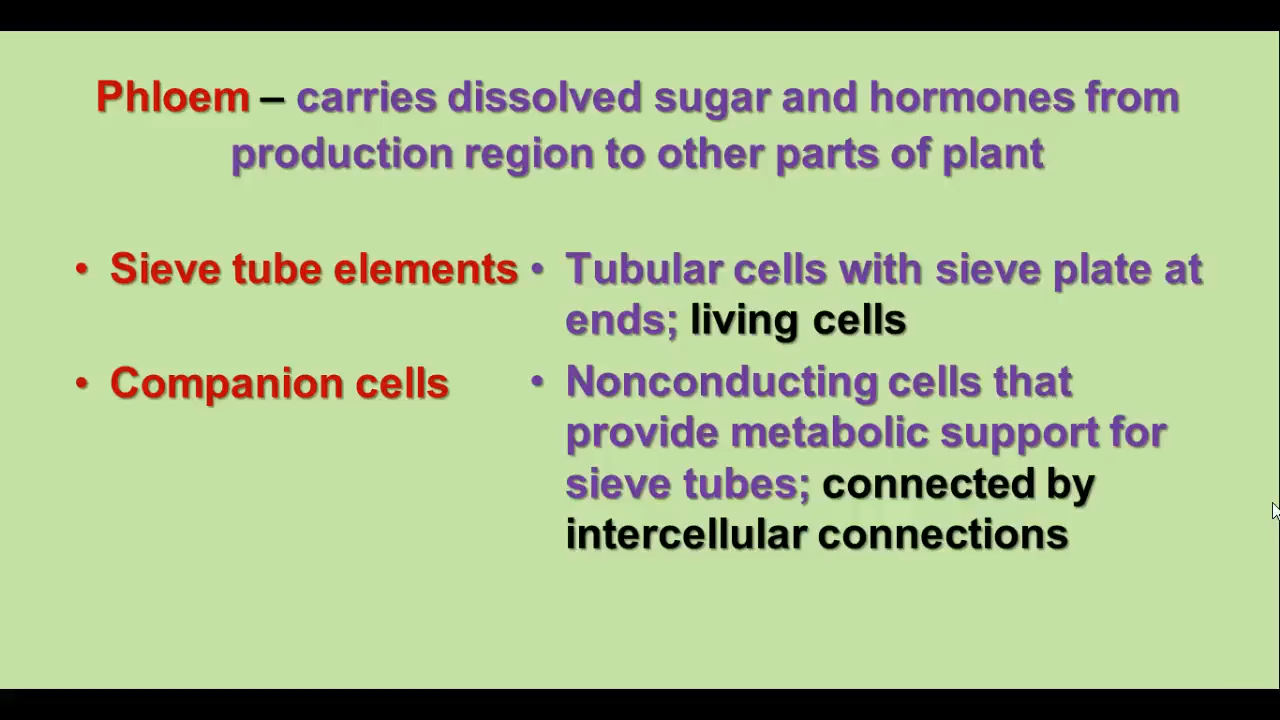 Phloem – carries dissolved sugar and hormones from
production region to other parts of plant
• Sieve tube elements
• Companion cells
• Tubular cells with sieve plate at
ends; living cells
• Nonconducting cells that
provide metabolic support for
sieve tubes; connected by
intercellular connections